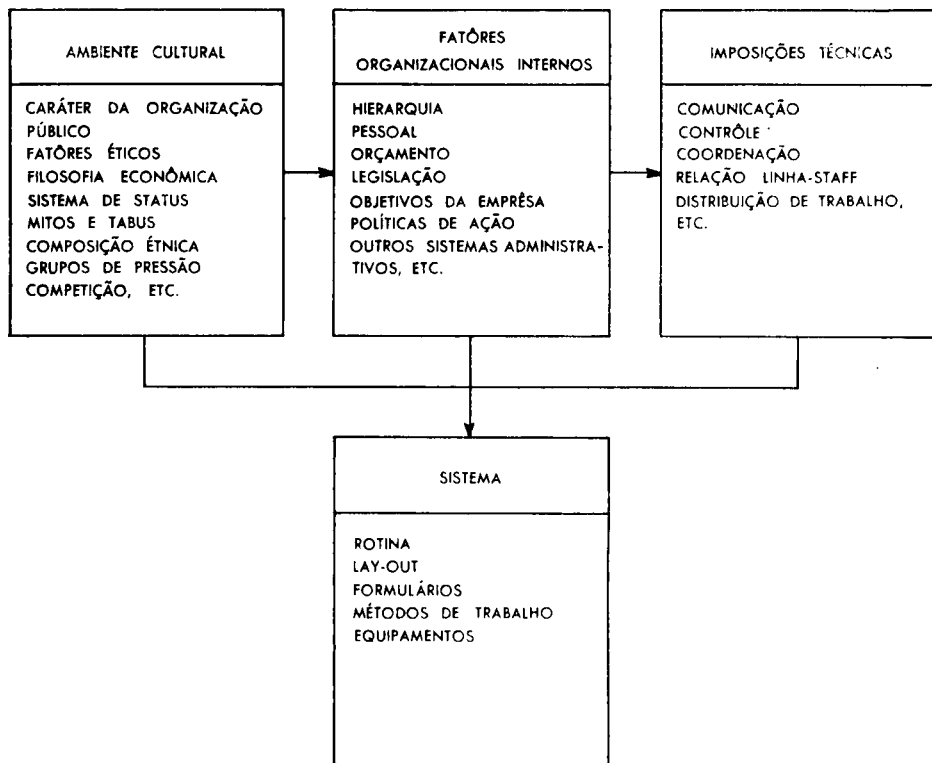 AMBIENTE CULTURAL
CARÁTER DA ORGANIZAÇÃO
PÚBLICO
FATÔRES ÉTICOS
FILOSOFIA ECONÔMICA
SISTEMA DE STATUS
MITOS E TABUS
COMPOSIÇÃO ÉTNICA
GRUPOS DE PRESSÃO
COMPETIÇÃO, ETC.
FATÔRES
ORGANIZACIONAIS INTERNOS
HIERARQUIA
PESSOAL
ORÇAMENTO
LEGISLAÇÃO
OBJETIVOS DA EMPRÊSA
POLÍTICAS DE AÇÃO
OUTROS SISTEMAS ADMINISTRA-
TIVOS, ETC.
IMPOSIÇÕES TÉCNICAS
COMUNICAÇÃO
CONTRÔLE
COORDENAÇÃO
RELAÇÃO LINHA-STAFF
DISTRIBUIÇÃO DE TRABALHO,
ETC.
SISTEMA
ROTINA
LAY-OUT
FORMULÁRIOS
MÉTODOS DE TRABALHO
EQUIPAMENTOS